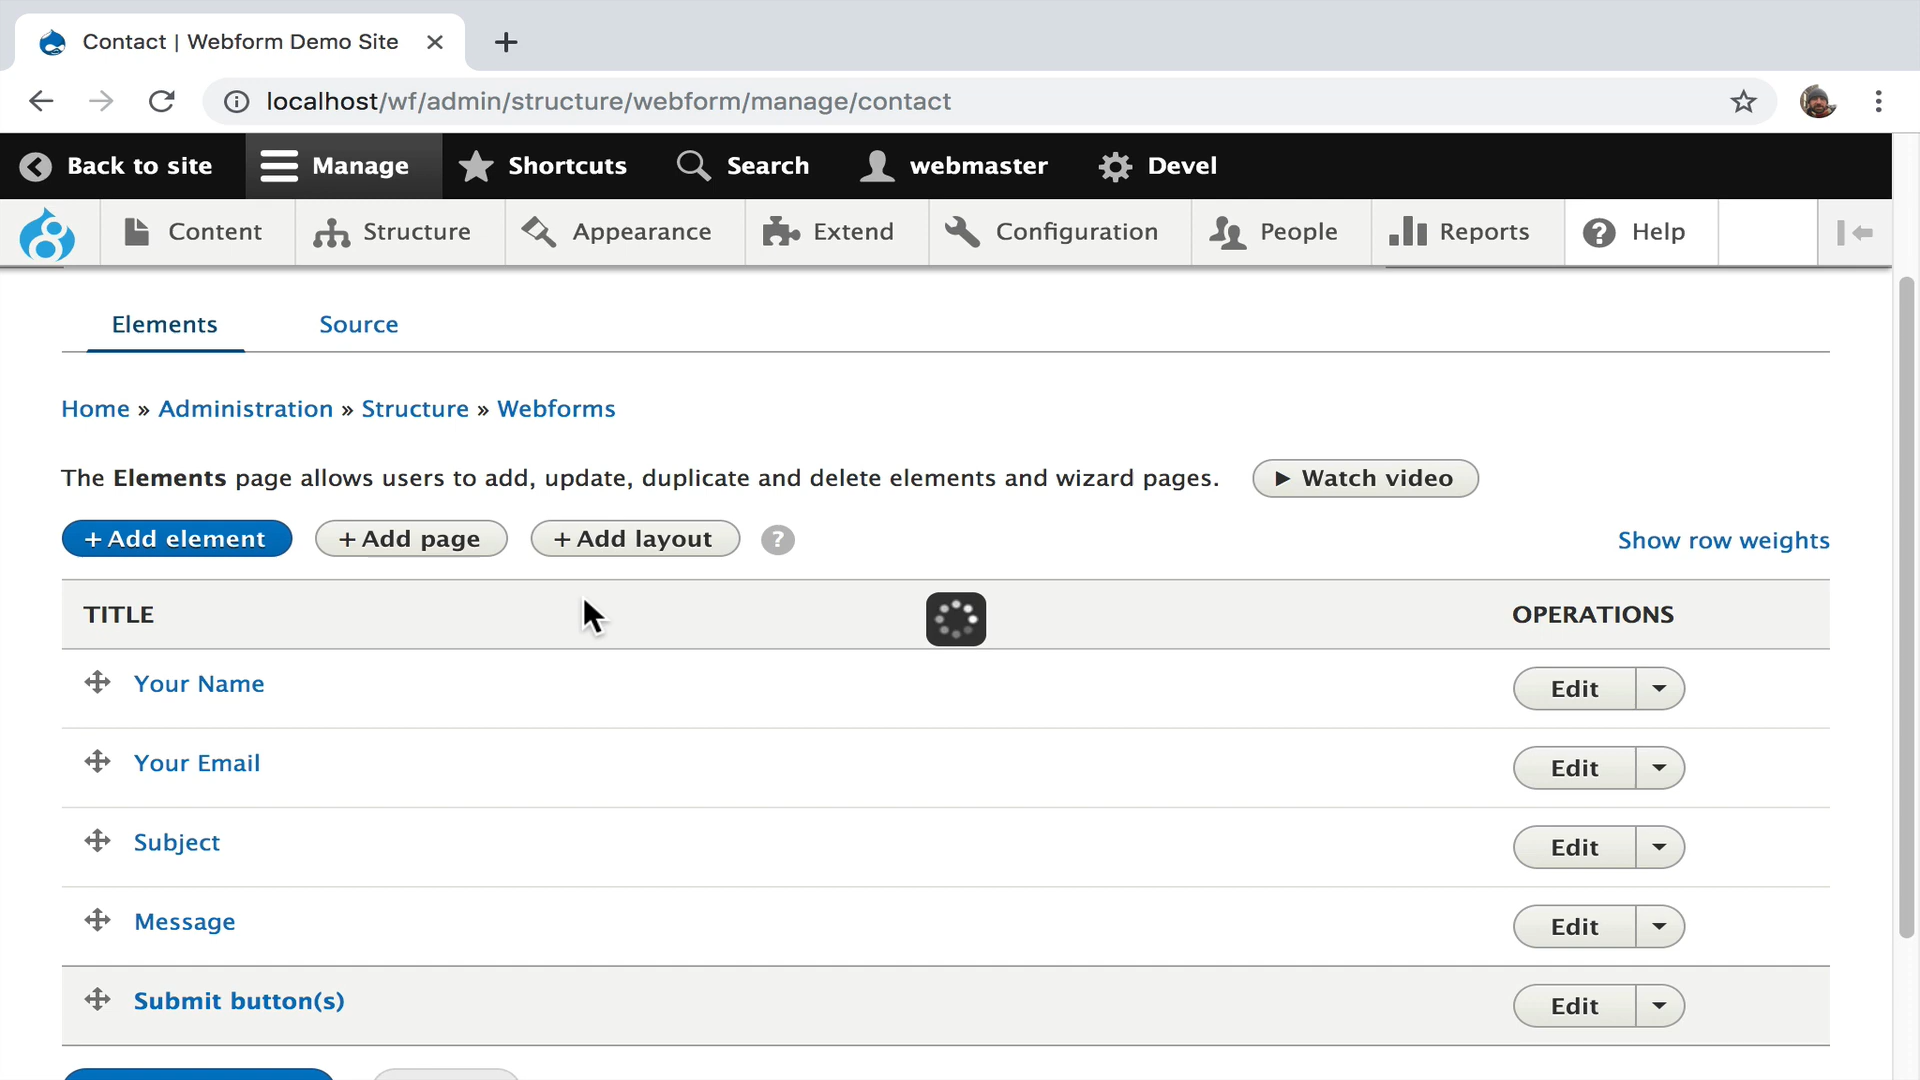 Contact | Webform Demo Site
localhost/wf/admin/structure/webform/manage/contact
Back to site Manage Shortcuts Search webmaster Devel
Content Structure Appearance Extend Configuration People Reports Help
Elements Source
Home » Administration » Structure » Webforms
The Elements page allows users to add, update, duplicate and delete elements and wizard pages. ► Watch video
+ Add element + Add page + Add layout ? Show row weights
TITLE OPERATIONS
Your Name Edit
Your Email Edit
Subject Edit
Message Edit
Submit button(s) Edit